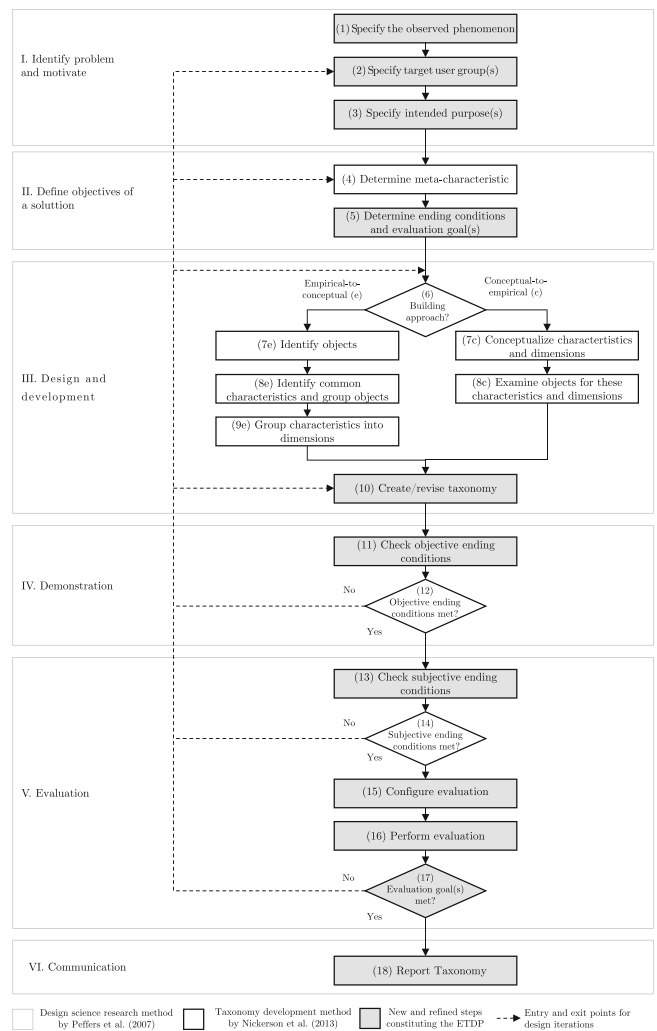 (1) Specify the observed phenomenon
I. Identify problem
and motivate
(2) Specify target user group(s)
(3) Specify intended purpose(s)
(4) Determine meta-characteristic
II. Define objectives of
a soluttion
(5) Determine ending conditions
and evaluation goal(s)
Empirical-to-
conceptual (e)
Conceptual-to-
empirical (c)
(6)
Building
approach?
(7e) Identify objects
(7c) Conceptualize charactertistics
and dimensions
III. Design and
development
(8e) Identify common
characteristics and group objects
(8c) Examine objects for these
characteristics and dimensions
(9e) Group characteristics into
dimensions
(10) Create/revise taxonomy
(11) Check objective ending
conditions
IV. Demonstration
No
(12)
Objective ending
conditions met?
Yes
(13) Check subjective ending
conditions
No
(14)
Subjective ending
conditions met?
Yes
V. Evaluation
(15) Configure evaluation
(16) Perform evaluation
No
(17)
Evaluation goal(s)
met?
Yes
VI. Communication
(18) Report Taxonomy
Design science research method
by Peffers et al. (2007)
Taxonomy development method
by Nickerson et al. (2013)
New and refined steps
constituting the ETDP
Entry and exit points for
design iterations